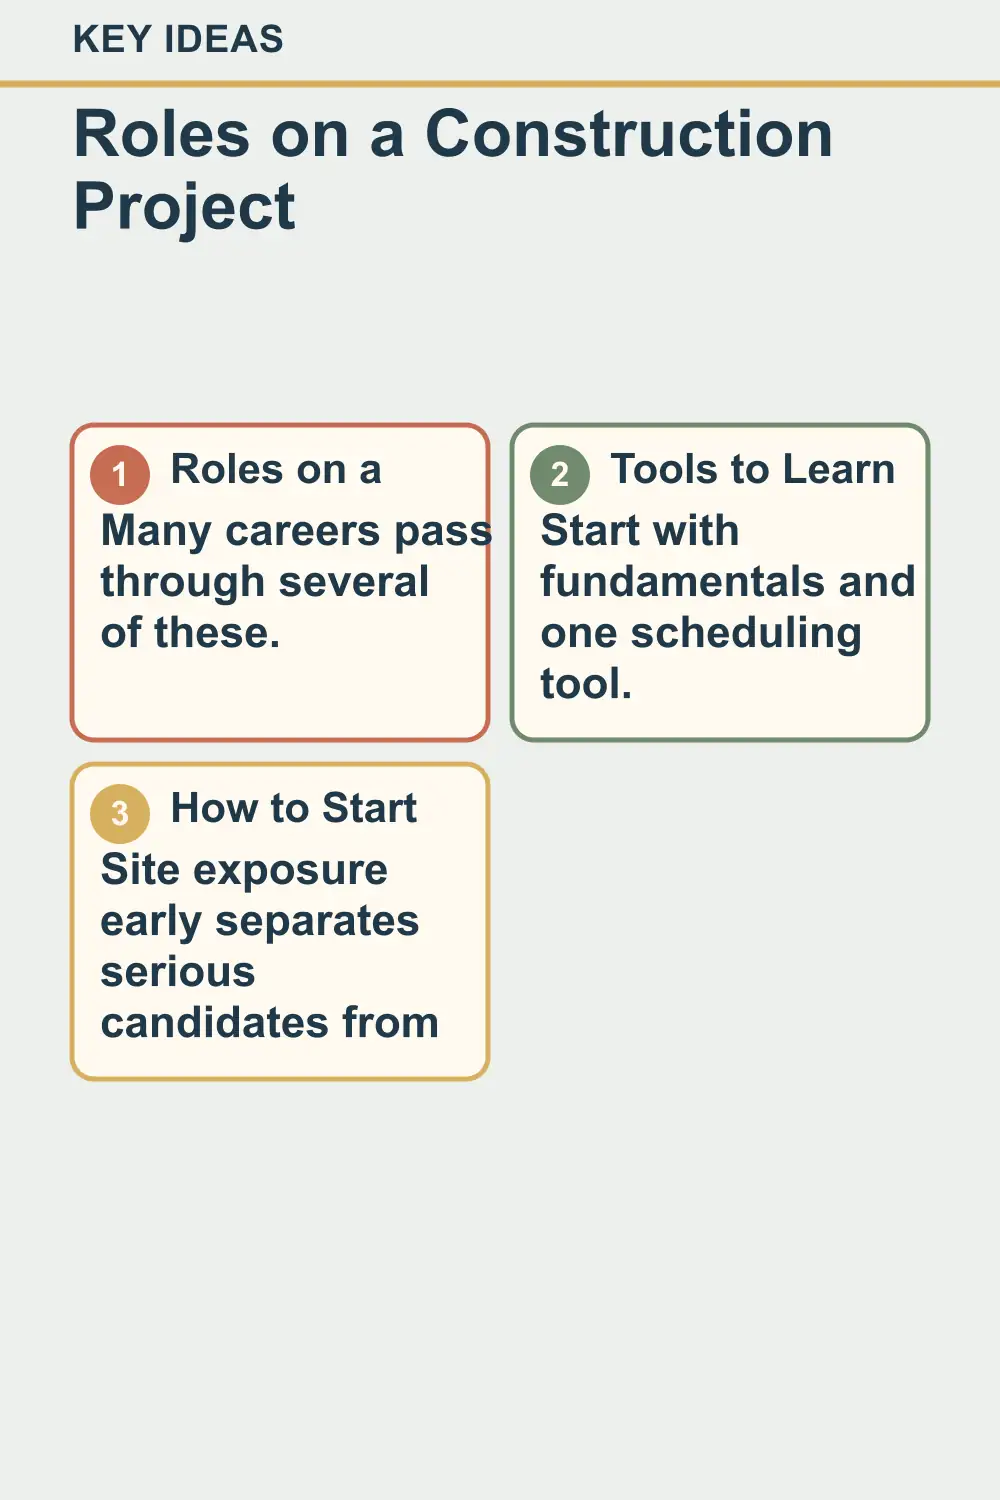 KEY IDEAS
Roles on a Construction
Project
1 Roles on a
Many careers pass
through several
of these.
2 Tools to Learn
Start with
fundamentals and
one scheduling
tool.
3 How to Start
Site exposure
early separates
serious
candidates from